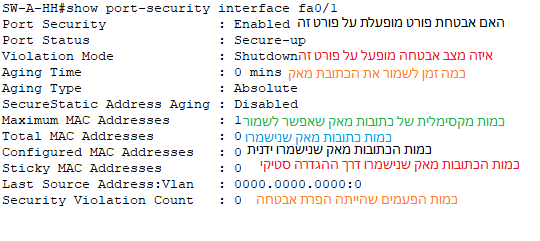 SW-A-HH#show port-security interface fa0/1
Port Security : Enabled האם אבטחת פורט מופעלת על פורט זה
Port Status : Secure-up
Violation Mode : Shutdown איזה מצב אבטחה מופעל על פורט זה
Aging Time : 0 mins כמה זמן לשמור את הכתובת מאק
Aging Type : Absolute
SecureStatic Address Aging : Disabled
Maximum MAC Addresses : 1 כמות מקסימלית של כתובות מאק שאפשר לשמור
Total MAC Addresses : 0 כמות כתובות מאק שנישמרו
Configured MAC Addresses : 0 כמות הכתובות מאק שנישמרו ידנית
Sticky MAC Addresses : 0 כמות הכתובות מאק שנישמרו דרך ההגדרה סטיקי
Last Source Address:Vlan : 0000.0000.0000:0
Security Violation Count : 0 כמות הפעמים שהייתה הפרת אבטחה